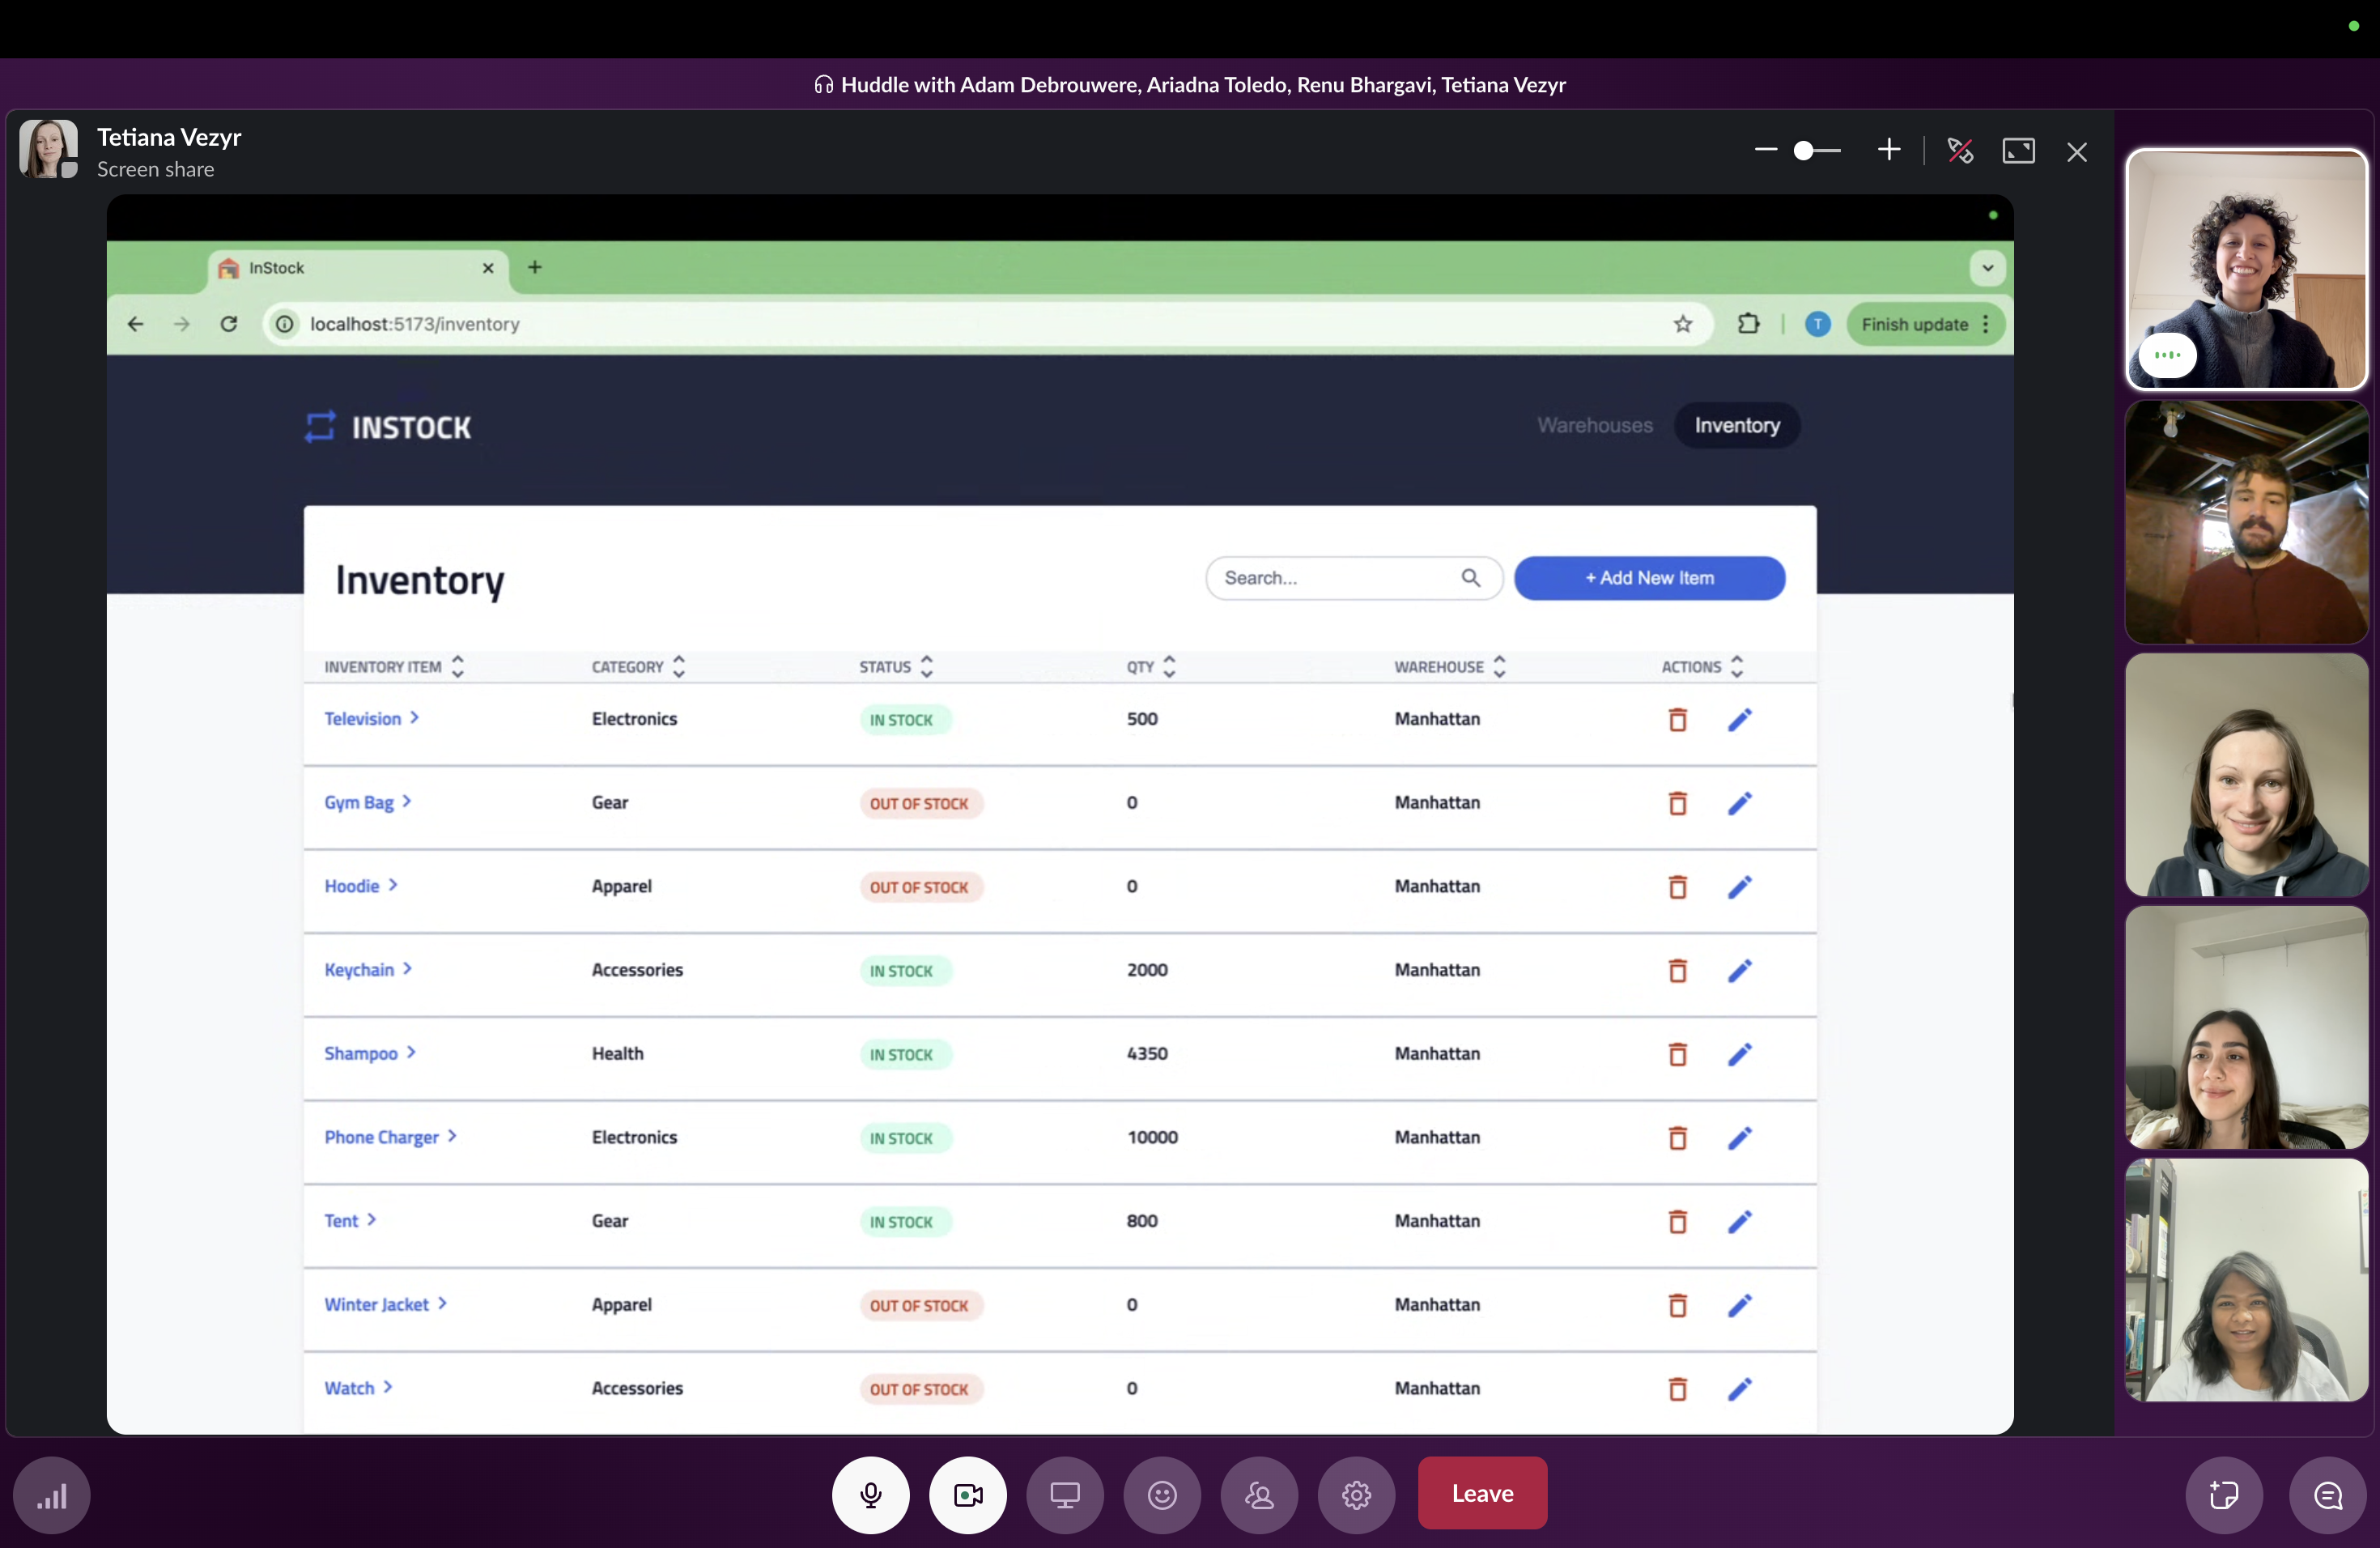 Huddle with Adam Debrouwere, Ariadna Toledo, Renu Bhargavi, Tetiana Vezyr
Tetiana Vezyr
Screen share
InStock
localhost:5173/inventory
T
Finish update
INSTOCK
Warehouses Inventory
Inventory
Search...
+ Add New Item
INVENTORY ITEM CATEGORY STATUS QTY WAREHOUSE ACTIONS
Television Electronics IN STOCK 500 Manhattan
Gym Bag Gear OUT OF STOCK 0 Manhattan
Hoodie Apparel OUT OF STOCK 0 Manhattan
Keychain Accessories IN STOCK 2000 Manhattan
Shampoo Health IN STOCK 4350 Manhattan
Phone Charger Electronics IN STOCK 10000 Manhattan
Tent Gear IN STOCK 800 Manhattan
Winter Jacket Apparel OUT OF STOCK 0 Manhattan
Watch Accessories OUT OF STOCK 0 Manhattan
Leave